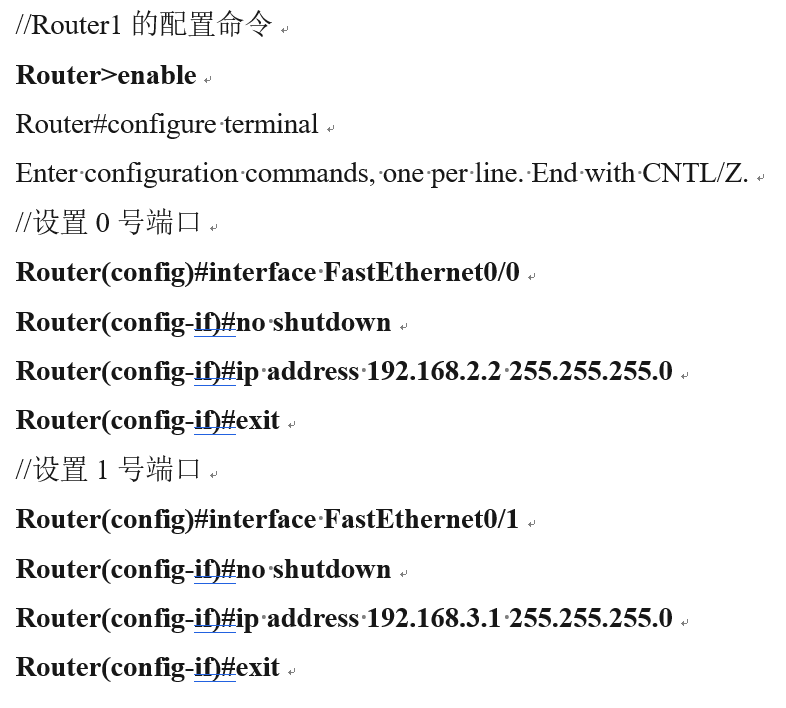 //Router1 的配置命令
Router>enable
Router#configure terminal
Enter configuration commands, one per line. End with CNTL/Z.
//设置 0 号端口
Router(config)#interface FastEthernet0/0
Router(config-if)#no shutdown
Router(config-if)#ip address 192.168.2.2 255.255.255.0
Router(config-if)#exit
//设置 1 号端口
Router(config)#interface FastEthernet0/1
Router(config-if)#no shutdown
Router(config-if)#ip address 192.168.3.1 255.255.255.0
Router(config-if)#exit